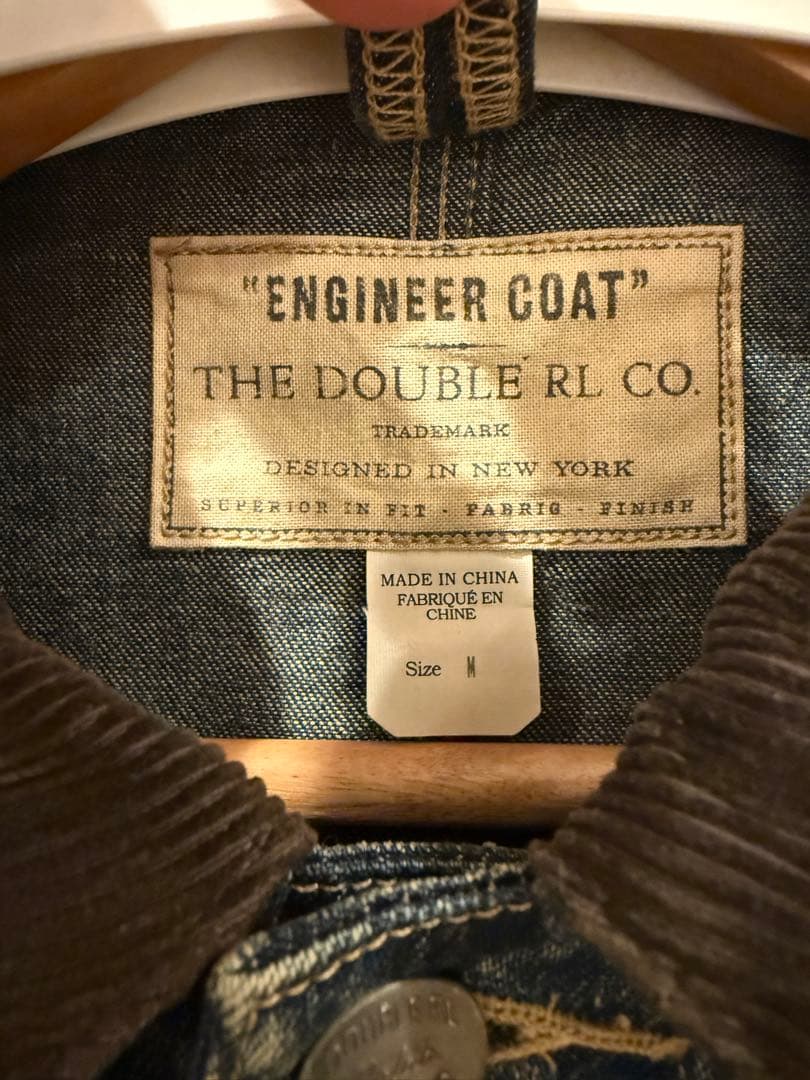 "ENGINEER COAT"
THE DOUBLE RL CO.
TRADEMARK
DESIGNED IN NEW YORK
SUPERIOR IN FIT - FABRIC - FINISH
MADE IN CHINA
FABRIQUÉ EN
CHINE
Size M